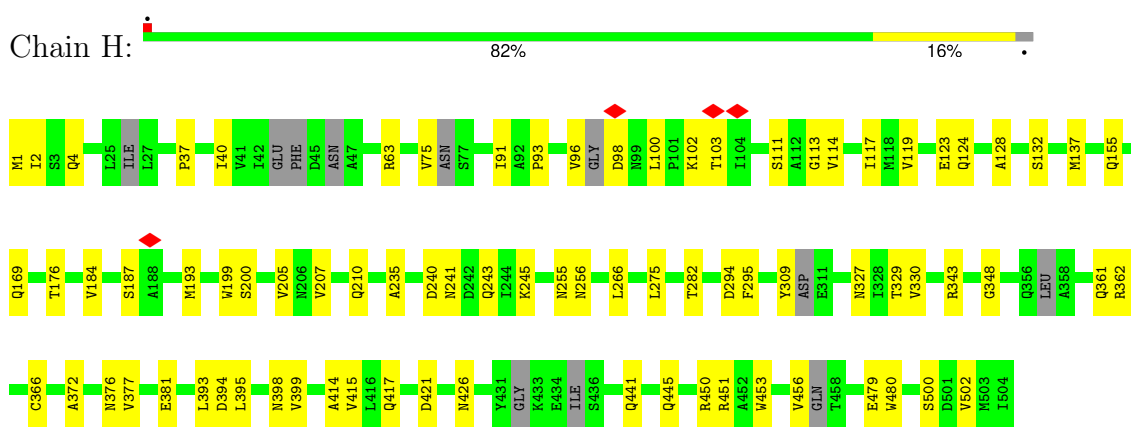 Chain H:
82% 16%
M1 I2 S3 Q4 L25 ILE L27 P37 I40 V41 I42 GLU PHE D45 ASN A47 R63 V75 ASN S77 I91 A92 P93 V96 GLY D98 N99 L100 P101 K102 T103 I104 S111 A112 G113 V114 I117 M118 V119 E123 Q124 A128 S132 M137 Q155
Q169 T176 V184 S187 A188 M193 W199 S200 V205 N206 V207 Q210 A235 D240 N241 D242 Q243 I244 K245 N255 N256 L266 L275 T282 D294 F295 Y309 ASP E311 N327 I328 T329 V330 R343 G348 Q356 LEU A358 Q361 R362
C366 A372 N376 V377 E381 L393 D394 L395 N398 V399 A414 V415 L416 Q417 D421 N426 Y431 GLY K433 E434 ILE S436 Q441 Q445 R450 R451 A452 W453 V456 GLN T458 E479 W480 S500 D501 V502 M503 I504